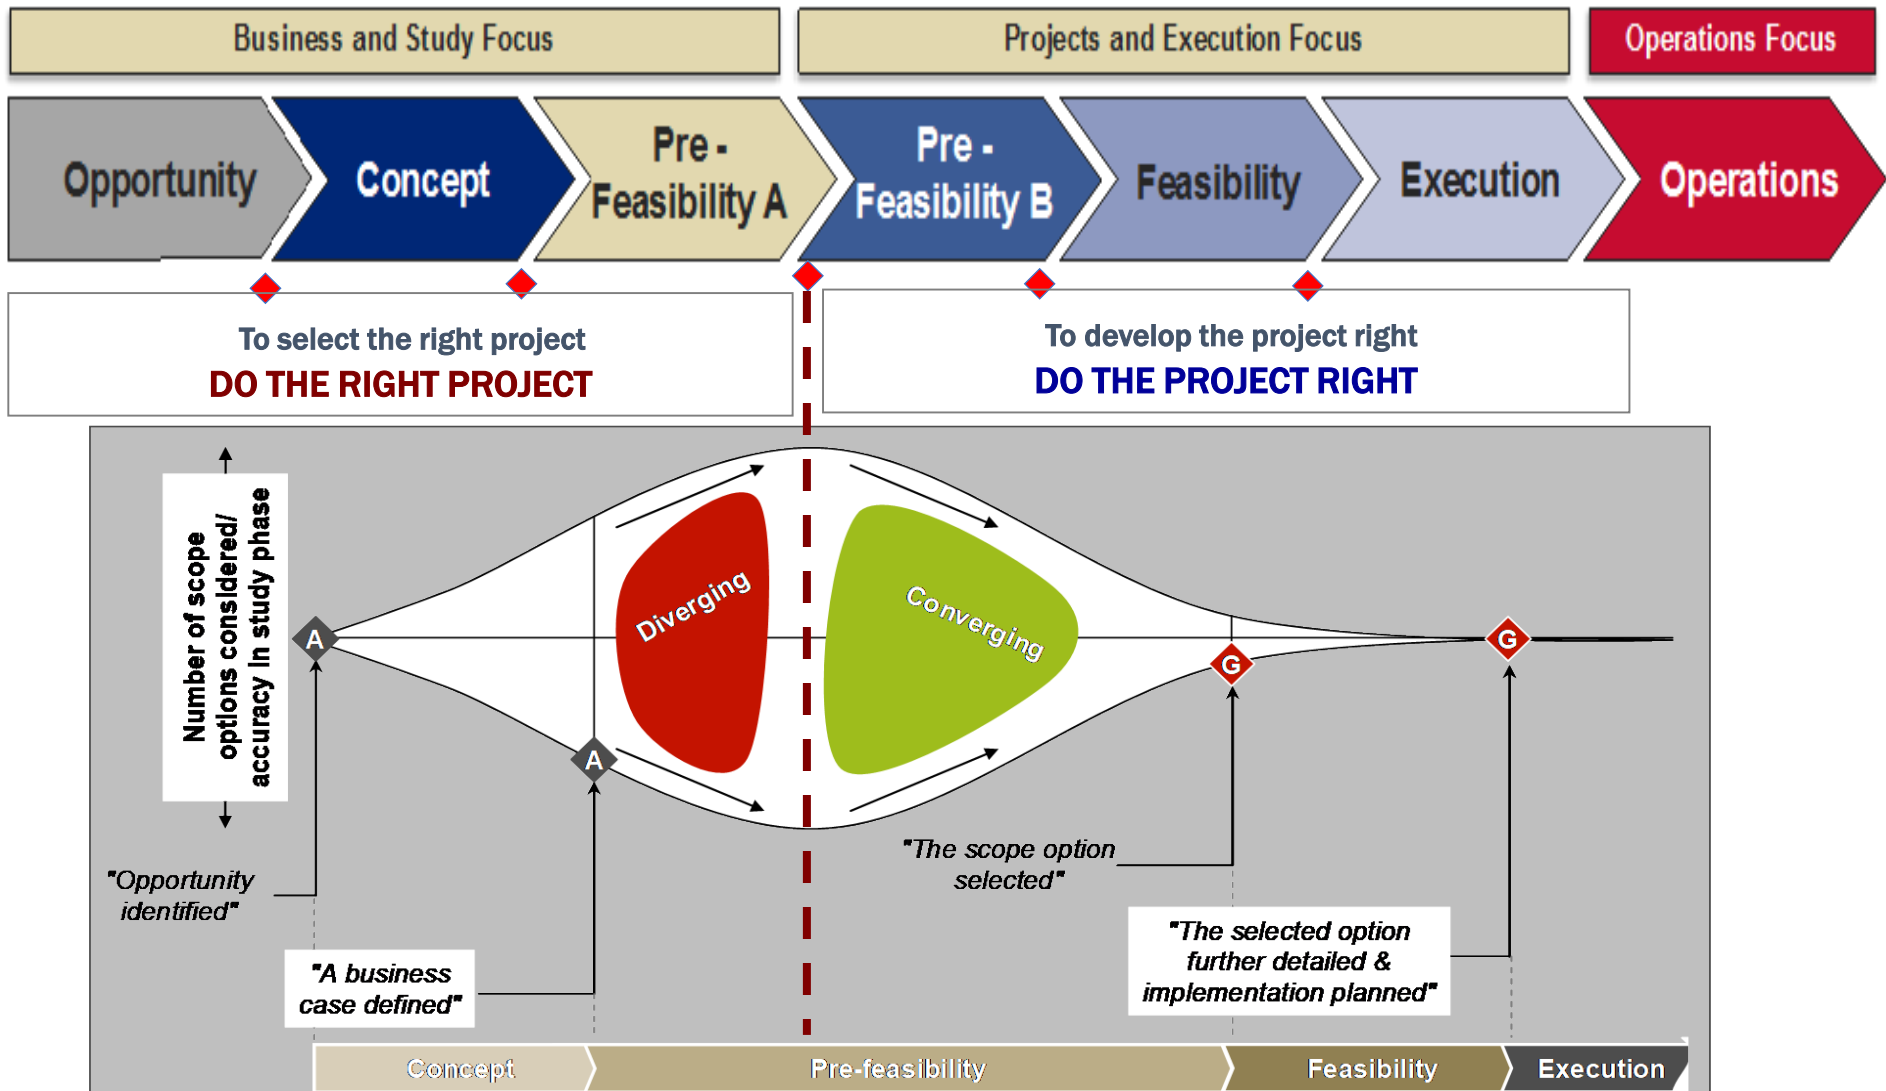 Business and Study Focus
Projects and Execution Focus
Operations Focus
Opportunity
Concept
Pre -
Feasibility A
Pre -
Feasibility B
Feasibility
Execution
Operations
To select the right project
DO THE RIGHT PROJECT
To develop the project right
DO THE PROJECT RIGHT
Number of scope
options considered/
accuracy in study phase
Diverging
Converging
A
A
G
G
"Opportunity
identified"
"A business
case defined"
"The scope option
selected"
"The selected option
further detailed &
implementation planned"
Concept
Pre-feasibility
Feasibility
Execution